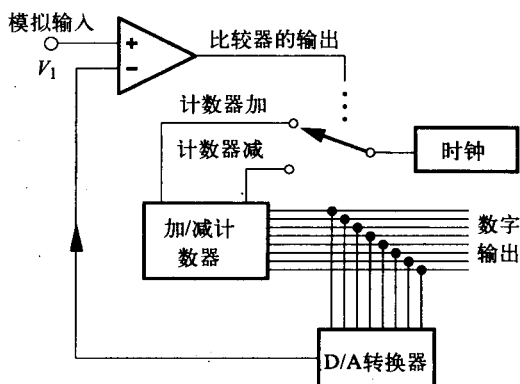 模拟输入
V₁
+
−
比较器的输出
计数器加
计数器减
时钟
加/减计
数器
数字
输出
D/A转换器